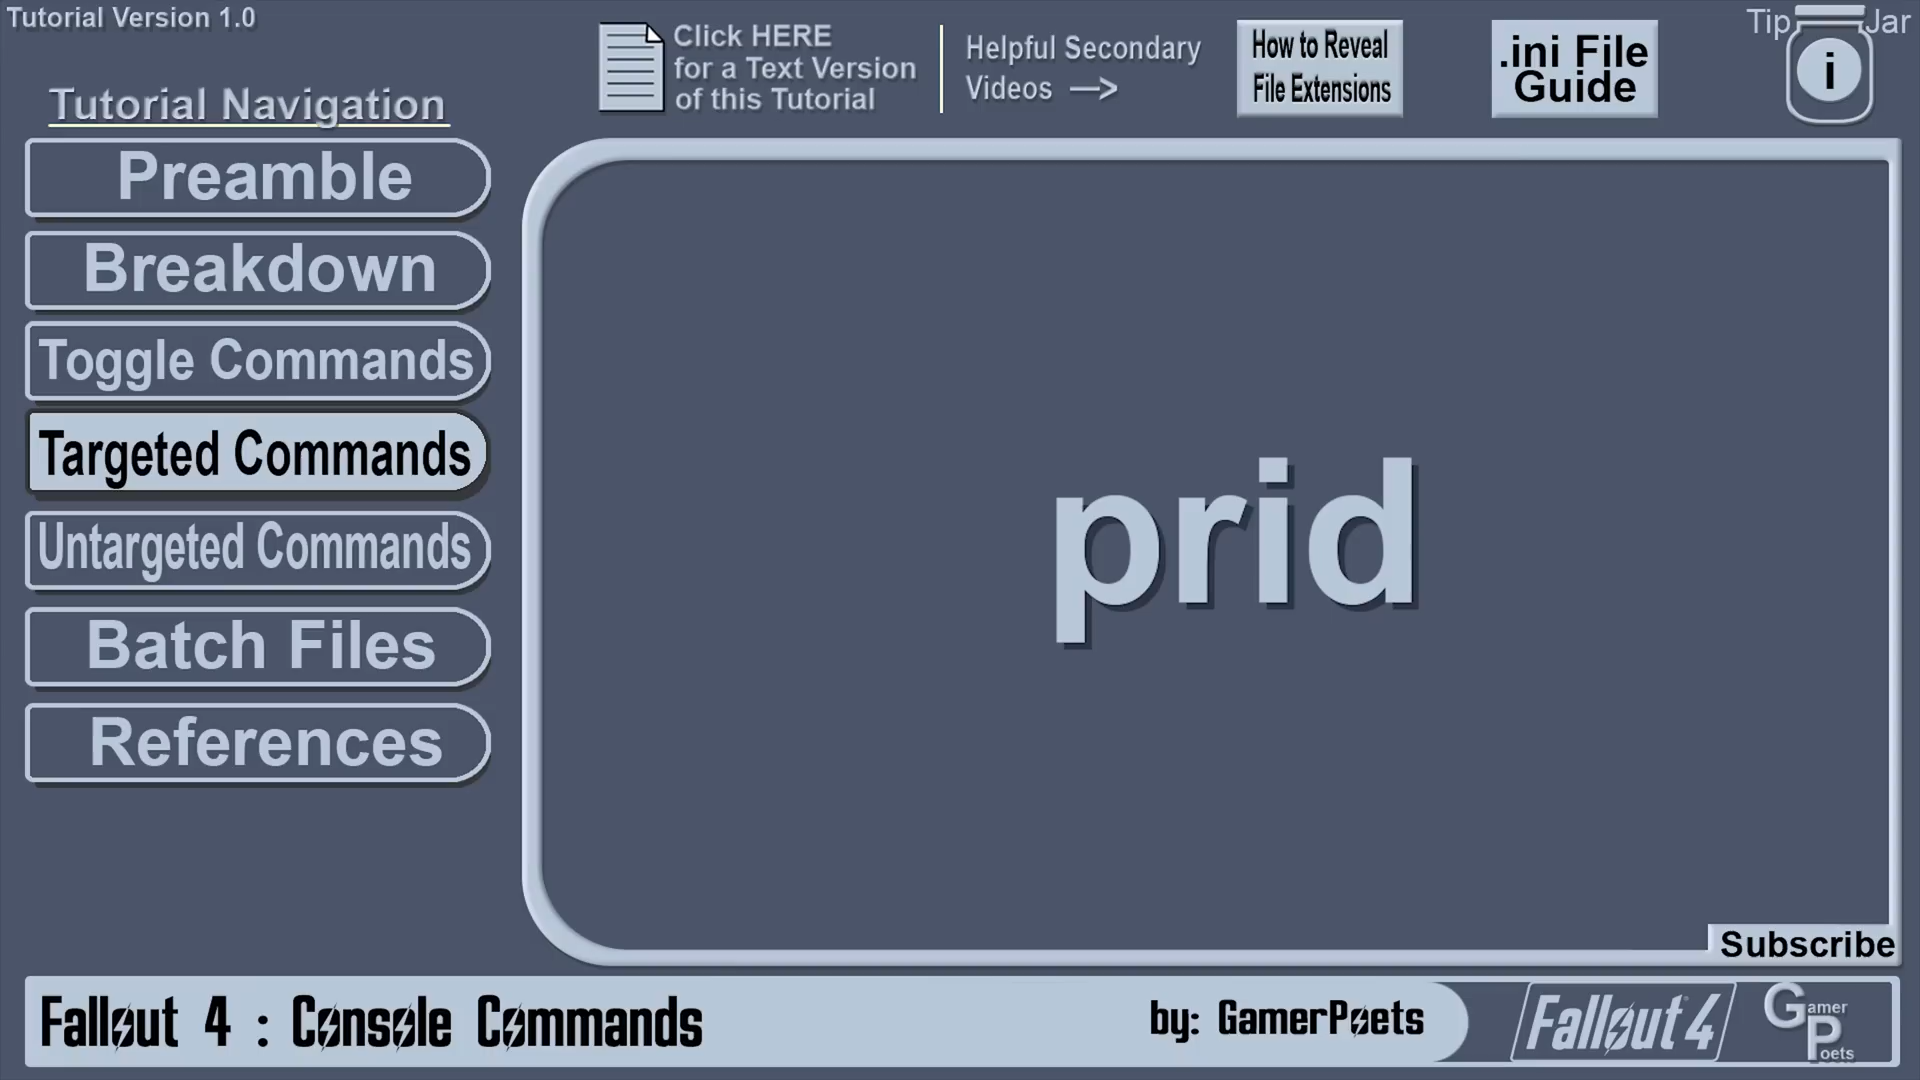 Tutorial Version 1.0
Click HERE
for a Text Version
of this Tutorial
Helpful Secondary
Videos
How to Reveal
File Extensions
.ini File
Guide
Tip Jar
i
Tutorial Navigation
Preamble
Breakdown
Toggle Commands
Targeted Commands
Untargeted Commands
Batch Files
References
prid
Subscribe
Fallout 4 : Console Commands
by: GamerPoets
Fallout 4
Gamer
Poets